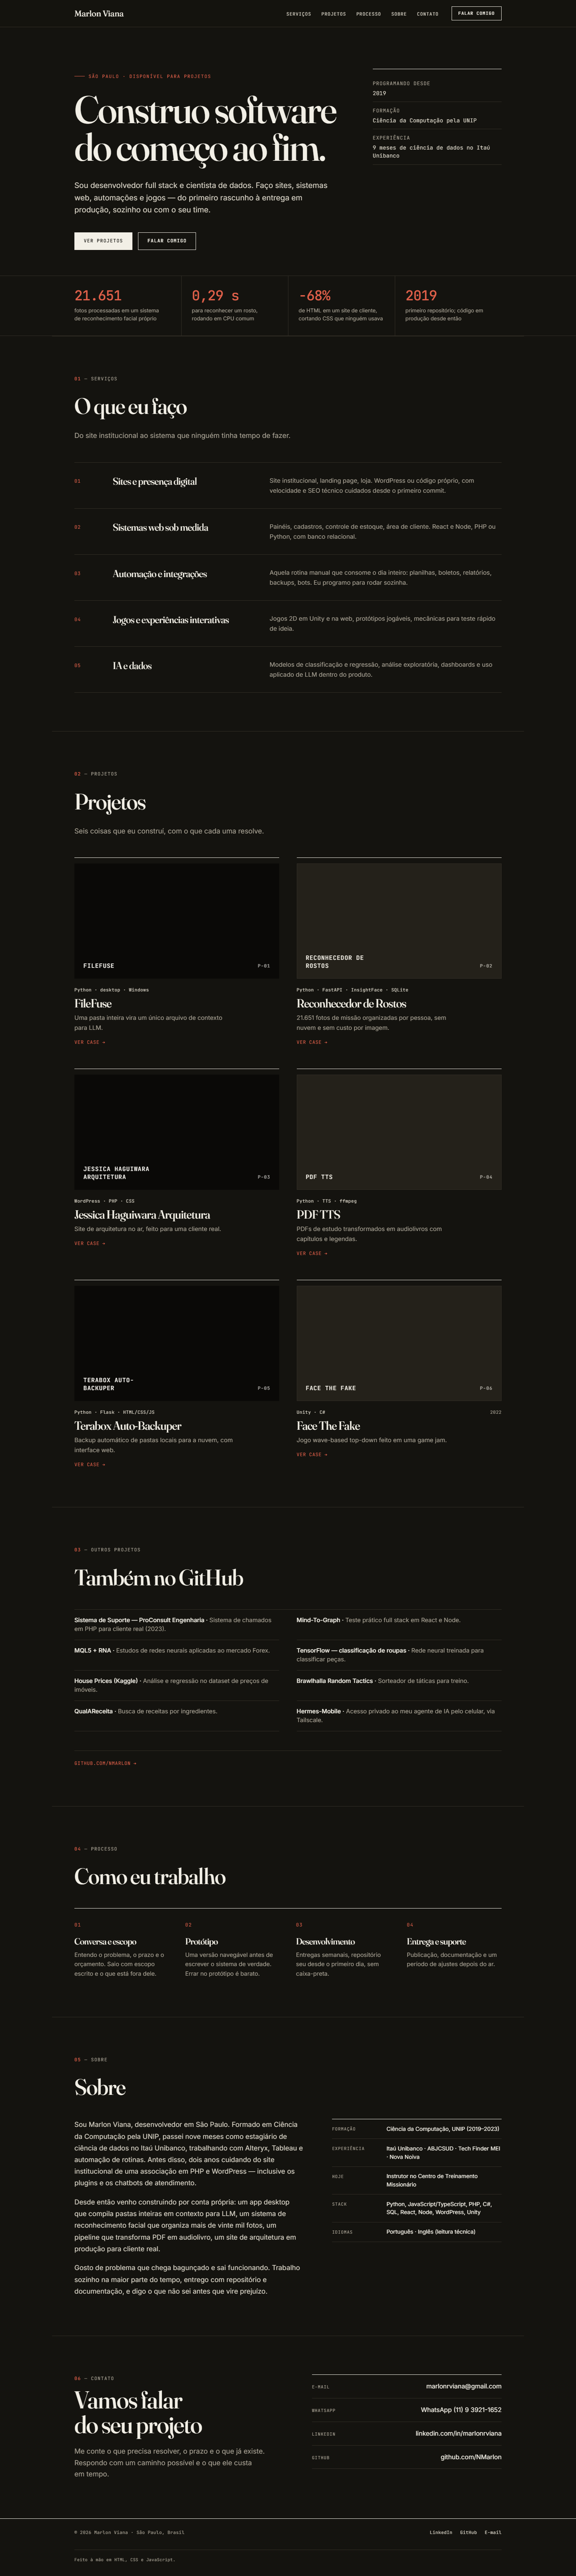 Marlon Viana
SERVIÇOS PROJETOS PROCESSO SOBRE CONTATO FALAR COMIGO
SÃO PAULO · DISPONÍVEL PARA PROJETOS
Construo software
do começo ao fim.
Sou desenvolvedor full stack e cientista de dados. Faço sites, sistemas
web, automações e jogos — do primeiro rascunho à entrega em
produção, sozinho ou com o seu time.
VER PROJETOS FALAR COMIGO
PROGRAMANDO DESDE
2019
FORMAÇÃO
Ciência da Computação pela UNIP
EXPERIÊNCIA
9 meses de ciência de dados no Itaú
Unibanco
21.651
fotos processadas em um sistema
de reconhecimento facial próprio
0,29 s
para reconhecer um rosto,
rodando em CPU comum
-68%
de HTML em um site de cliente,
cortando CSS que ninguém usava
2019
primeiro repositório; código em
produção desde então
01 — SERVIÇOS
O que eu faço
Do site institucional ao sistema que ninguém tinha tempo de fazer.
01
Sites e presença digital
Site institucional, landing page, loja. WordPress ou código próprio, com
velocidade e SEO técnico cuidados desde o primeiro commit.
02
Sistemas web sob medida
Painéis, cadastros, controle de estoque, área de cliente. React e Node, PHP ou
Python, com banco relacional.
03
Automação e integrações
Aquela rotina manual que consome o dia inteiro: planilhas, boletos, relatórios,
backups, bots. Eu programo para rodar sozinha.
04
Jogos e experiências interativas
Jogos 2D em Unity e na web, protótipos jogáveis, mecânicas para teste rápido
de ideia.
05
IA e dados
Modelos de classificação e regressão, análise exploratória, dashboards e uso
aplicado de LLM dentro do produto.
02 — PROJETOS
Projetos
Seis coisas que eu construí, com o que cada uma resolve.
FILEFUSE P-01
Python · desktop · Windows
FileFuse
Uma pasta inteira vira um único arquivo de contexto
para LLM.
VER CASE →
RECONHECEDOR DE
ROSTOS P-02
Python · FastAPI · InsightFace · SQLite
Reconhecedor de Rostos
21.651 fotos de missão organizadas por pessoa, sem
nuvem e sem custo por imagem.
VER CASE →
JESSICA HAGUIWARA
ARQUITETURA P-03
WordPress · PHP · CSS
Jessica Haguiwara Arquitetura
Site de arquitetura no ar, feito para uma cliente real.
VER CASE →
PDF TTS P-04
Python · TTS · ffmpeg
PDF TTS
PDFs de estudo transformados em audiolivros com
capítulos e legendas.
VER CASE →
TERABOX AUTO-
BACKUPER P-05
Python · Flask · HTML/CSS/JS
Terabox Auto-Backuper
Backup automático de pastas locais para a nuvem, com
interface web.
VER CASE →
FACE THE FAKE P-06
Unity · C# 2022
Face The Fake
Jogo wave-based top-down feito em uma game jam.
VER CASE →
03 — OUTROS PROJETOS
Também no GitHub
Sistema de Suporte — ProConsult Engenharia · Sistema de chamados
em PHP para cliente real (2023).
Mind-To-Graph · Teste prático full stack em React e Node.
MQL5 + RNA · Estudos de redes neurais aplicadas ao mercado Forex.
TensorFlow — classificação de roupas · Rede neural treinada para
classificar peças.
House Prices (Kaggle) · Análise e regressão no dataset de preços de
imóveis.
Brawlhalla Random Tactics · Sorteador de táticas para treino.
QualAReceita · Busca de receitas por ingredientes.
Hermes-Mobile · Acesso privado ao meu agente de IA pelo celular, via
Tailscale.
GITHUB.COM/NMARLON →
04 — PROCESSO
Como eu trabalho
01
Conversa e escopo
Entendo o problema, o prazo e o
orçamento. Saio com escopo
escrito e o que está fora dele.
02
Protótipo
Uma versão navegável antes de
escrever o sistema de verdade.
Errar no protótipo é barato.
03
Desenvolvimento
Entregas semanais, repositório
seu desde o primeiro dia, sem
caixa-preta.
04
Entrega e suporte
Publicação, documentação e um
período de ajustes depois do ar.
05 — SOBRE
Sobre
Sou Marlon Viana, desenvolvedor em São Paulo. Formado em Ciência
da Computação pela UNIP, passei nove meses como estagiário de
ciência de dados no Itaú Unibanco, trabalhando com Alteryx, Tableau e
automação de rotinas. Antes disso, dois anos cuidando do site
institucional de uma associação em PHP e WordPress — inclusive os
plugins e os chatbots de atendimento.
Desde então venho construindo por conta própria: um app desktop
que compila pastas inteiras em contexto para LLM, um sistema de
reconhecimento facial que organiza mais de vinte mil fotos, um
pipeline que transforma PDF em audiolivro, um site de arquitetura em
produção para cliente real.
Gosto de problema que chega bagunçado e sai funcionando. Trabalho
sozinho na maior parte do tempo, entrego com repositório e
documentação, e digo o que não sei antes que vire prejuízo.
FORMAÇÃO Ciência da Computação, UNIP (2019–2023)
EXPERIÊNCIA Itaú Unibanco · ABJCSUD · Tech Finder MEI
· Nova Noiva
HOJE Instrutor no Centro de Treinamento
Missionário
STACK Python, JavaScript/TypeScript, PHP, C#,
SQL, React, Node, WordPress, Unity
IDIOMAS Português · Inglês (leitura técnica)
06 — CONTATO
Vamos falar
do seu projeto
Me conte o que precisa resolver, o prazo e o que já existe.
Respondo com um caminho possível e o que ele custa
em tempo.
E-MAIL marlonrviana@gmail.com
WHATSAPP WhatsApp (11) 9 3921-1652
LINKEDIN linkedin.com/in/marlonrviana
GITHUB github.com/NMarlon
© 2026 Marlon Viana · São Paulo, Brasil
LinkedIn GitHub E-mail
Feito à mão em HTML, CSS e JavaScript.